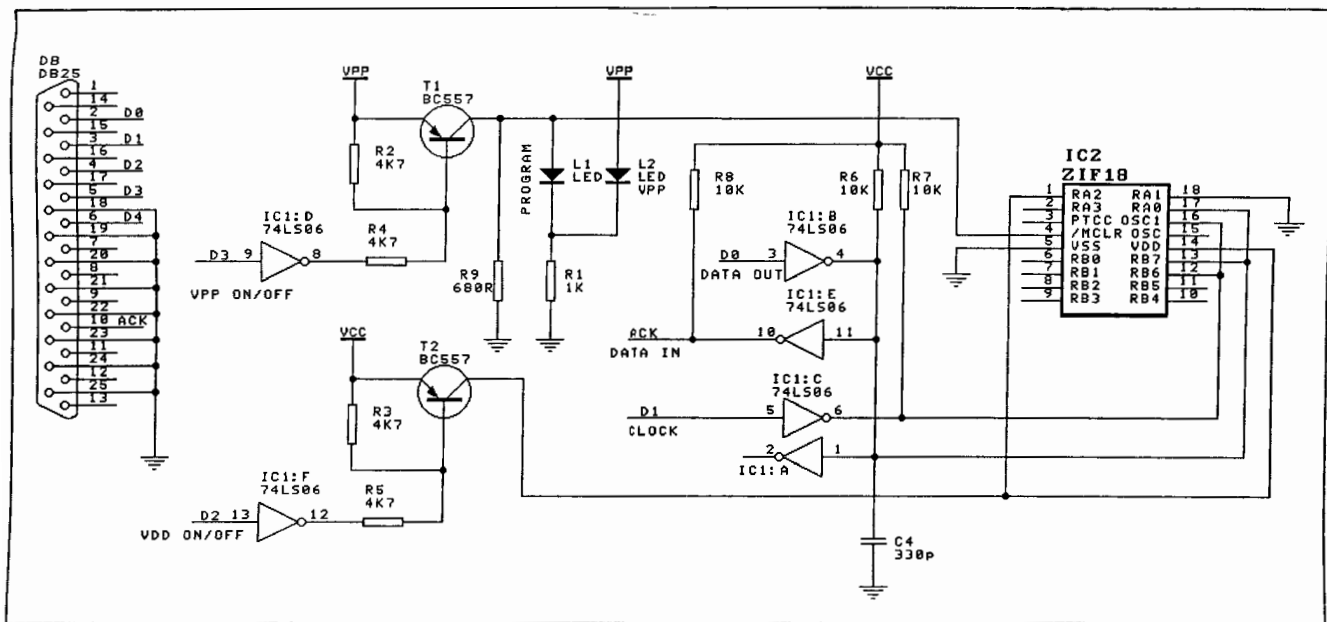 DB
DB25
1
14
2 D0
15
3 D1
16
4 D2
17
5 D3
18
6 D4
19
7
20
8
21
9
22
10 ACK
23
11
24
12
25
13
VPP
T1
BC557
R2
4K7
IC1:D
74LS06
D3 9 8
VPP ON/OFF
R4
4K7
R9
680R
PROGRAM
L1
LED
VPP
L2
LED
VPP
R1
1K
VCC
T2
BC557
R3
4K7
IC1:F
74LS06
D2 13 12
VDD ON/OFF
R5
4K7
VCC
R8
10K
R6
10K
R7
10K
IC1:B
74LS06
D0 3 4
DATA OUT
IC1:E
74LS06
ACK 10 11
DATA IN
IC1:C
74LS06
D1 5 6
CLOCK
2 1
IC1:A
C4
330p
IC2
ZIF18
1 RA2 RA1 18
2 RA3 RA0 17
3 PTCC OSC1 16
4 /MCLR OSC 15
5 VSS VDD 14
6 RB0 RB7 13
7 RB1 RB6 12
8 RB2 RB5 11
9 RB3 RB4 10